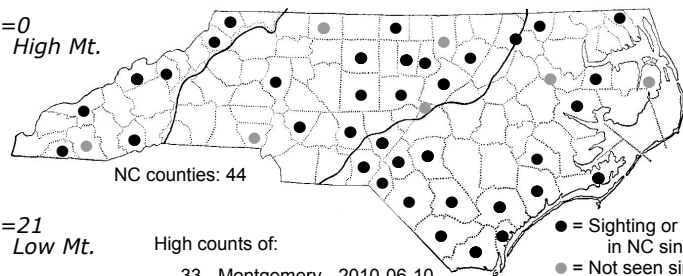 =0
High Mt.
NC counties: 44
=21
Low Mt.
High counts of:
= Sighting or
in NC sin
= Not seen si
33 - Montgomery - 2010-06-10